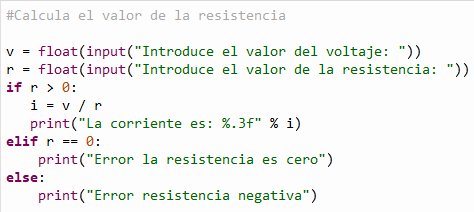 #Calcula el valor de la resistencia
v = float(input("Introduce el valor del voltaje: "))
r = float(input("Introduce el valor de la resistencia: "))
if r > 0:
   i = v / r
   print("La corriente es: %.3f" % i)
elif r == 0:
    print("Error la resistencia es cero")
else:
    print("Error resistencia negativa")